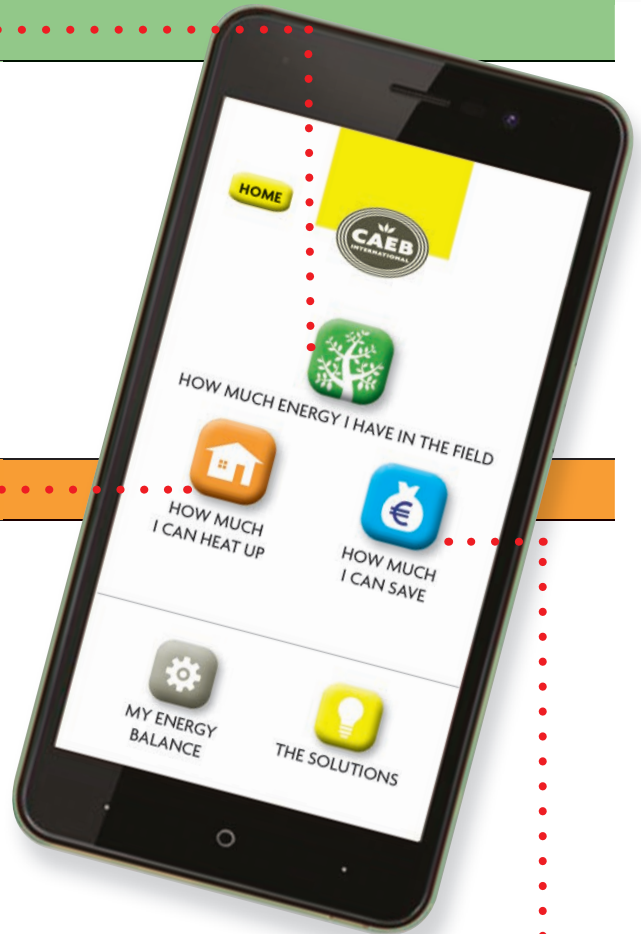 HOME
CAEB
INTERNATIONAL
HOW MUCH ENERGY I HAVE IN THE FIELD
HOW MUCH
I CAN HEAT UP
€
HOW MUCH
I CAN SAVE
MY ENERGY
BALANCE
THE SOLUTIONS